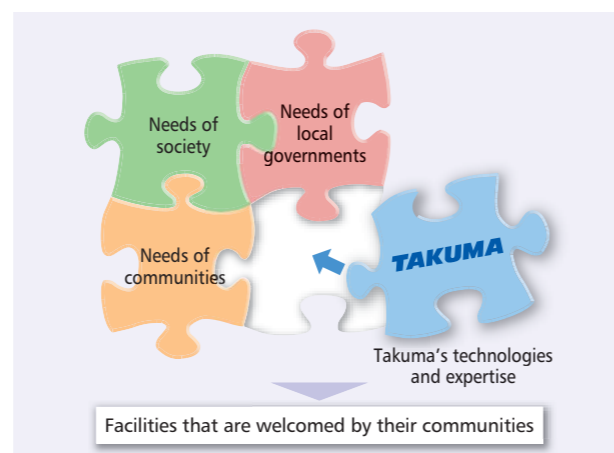 Needs of
society
Needs of
local
governments
Needs of
communities
TAKUMA
Takuma's technologies
and expertise
Facilities that are welcomed by their communities